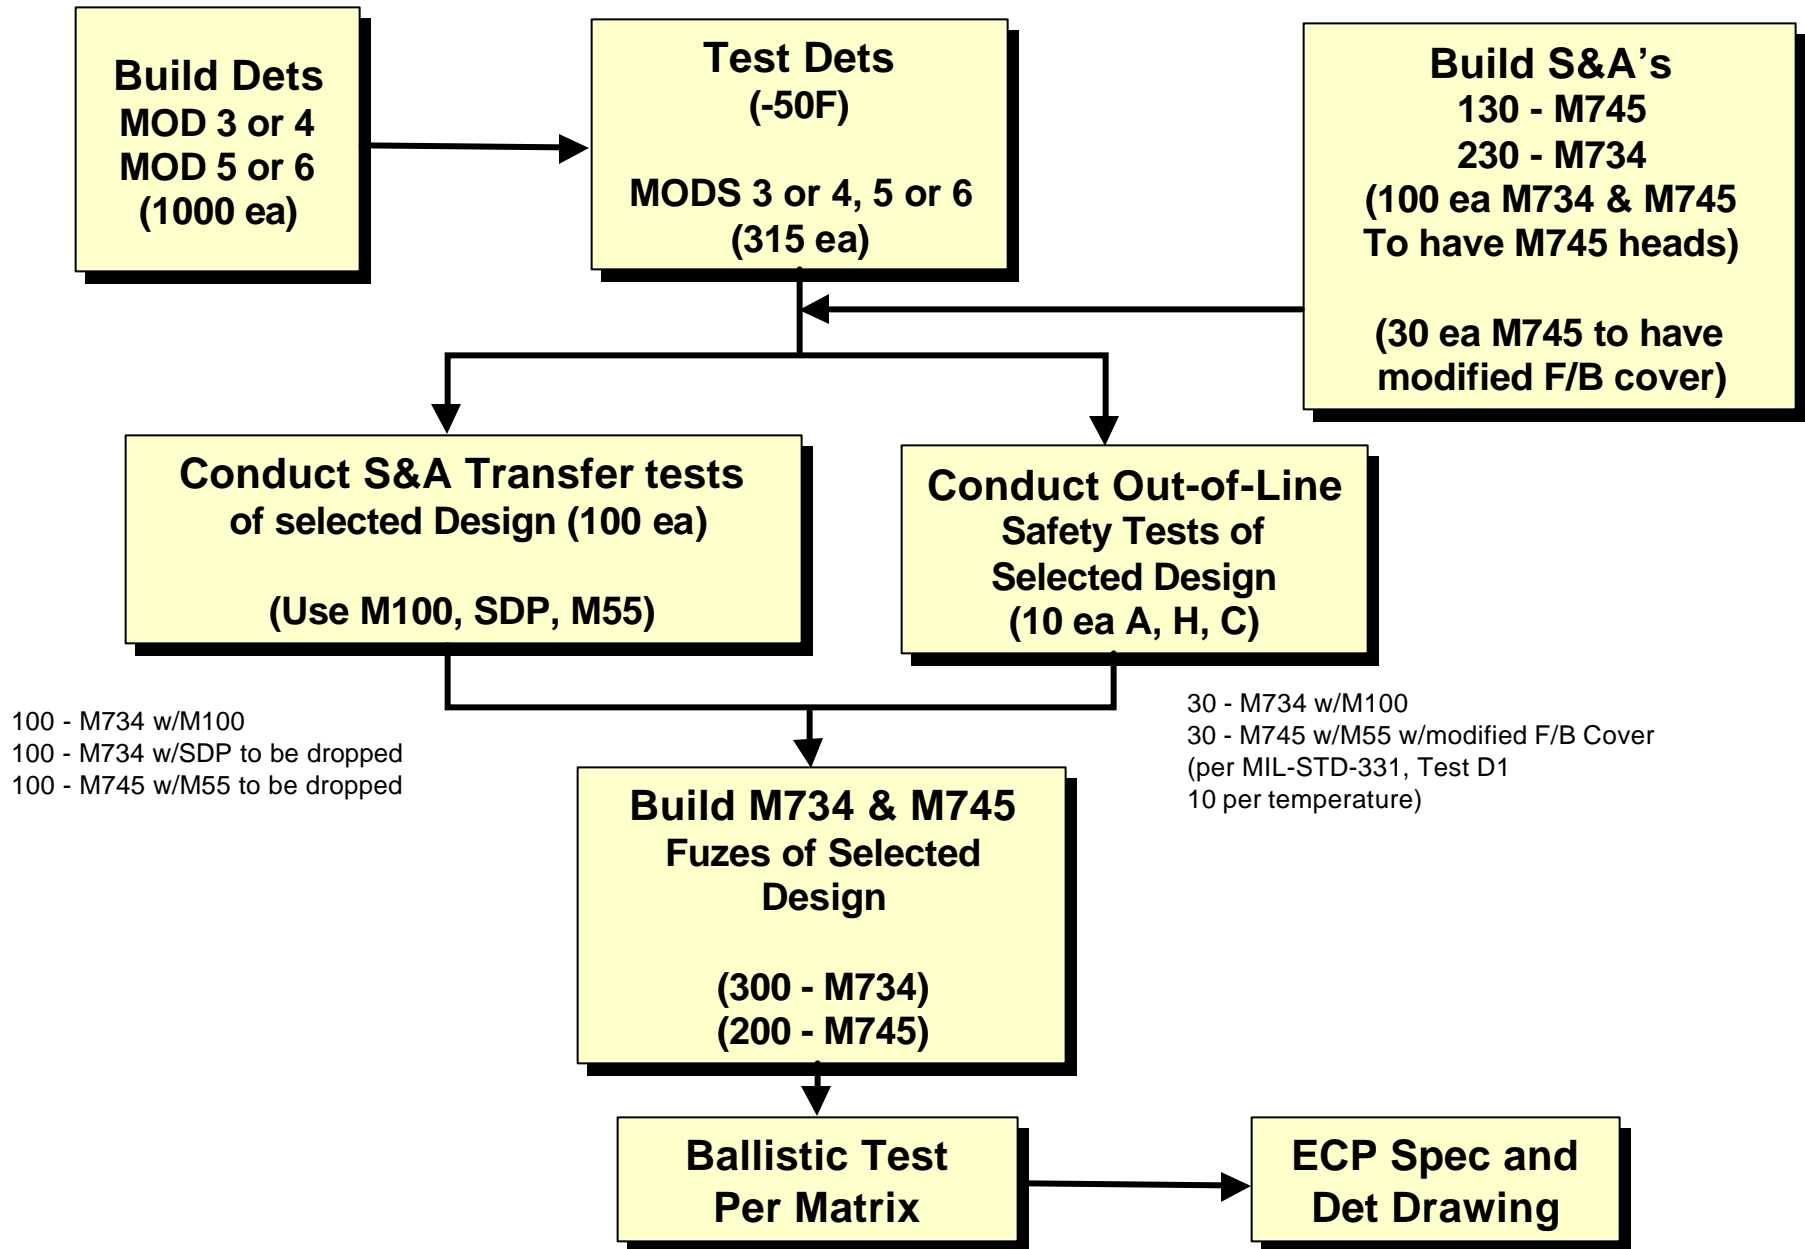 Build Dets
MOD 3 or 4
MOD 5 or 6
(1000 ea)
Test Dets
(-50F)
MODS 3 or 4, 5 or 6
(315 ea)
Build S&A’s
130 - M745
230 - M734
(100 ea M734 & M745
To have M745 heads)
(30 ea M745 to have
modified F/B cover)
Conduct S&A Transfer tests
of selected Design (100 ea)
(Use M100, SDP, M55)
Conduct Out-of-Line
Safety Tests of
Selected Design
(10 ea A, H, C)
100 - M734 w/M100
100 - M734 w/SDP to be dropped
100 - M745 w/M55 to be dropped
30 - M734 w/M100
30 - M745 w/M55 w/modified F/B Cover
(per MIL-STD-331, Test D1
10 per temperature)
Build M734 & M745
Fuzes of Selected
Design
(300 - M734)
(200 - M745)
Ballistic Test
Per Matrix
ECP Spec and
Det Drawing